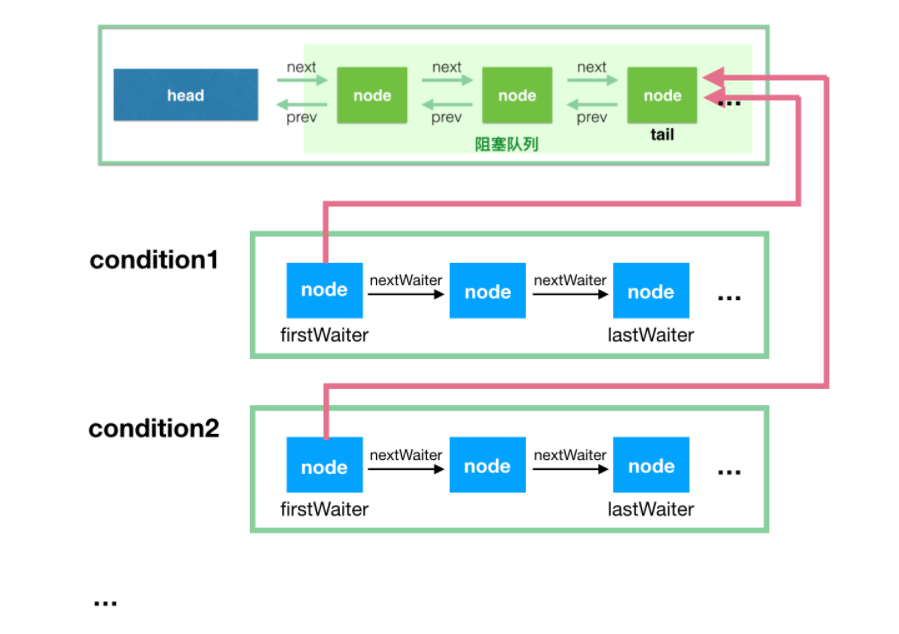 next next next
head node node node ...
prev prev prev
阻塞队列 tail
condition1
node nextWaiter node nextWaiter node ...
firstWaiter lastWaiter
condition2
node nextWaiter node nextWaiter node ...
firstWaiter lastWaiter
...